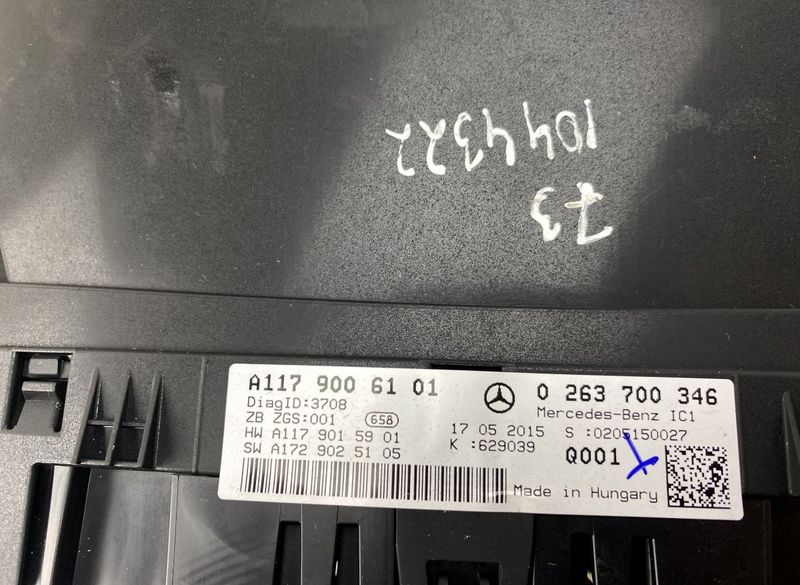 73
1044322
A117 900 61 01
DiagID:3708
ZB ZGS:001 658
HW A117 901 59 01
SW A172 902 51 05
0 263 700 346
Mercedes-Benz IC1
17 05 2015 S :0205150027
K :629039 Q001
Made in Hungary